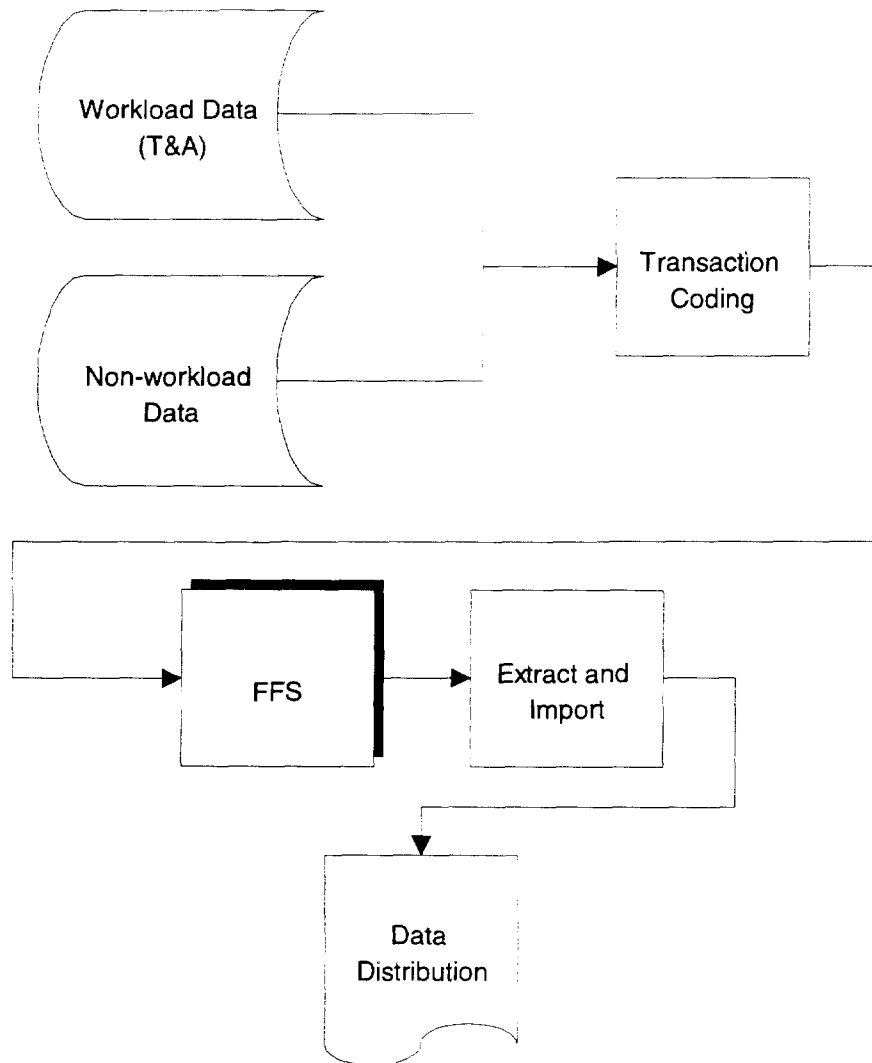 Workload Data
(T&A)
Transaction
Coding
Non-workload
Data
FFS
Extract and
Import
Data
Distribution